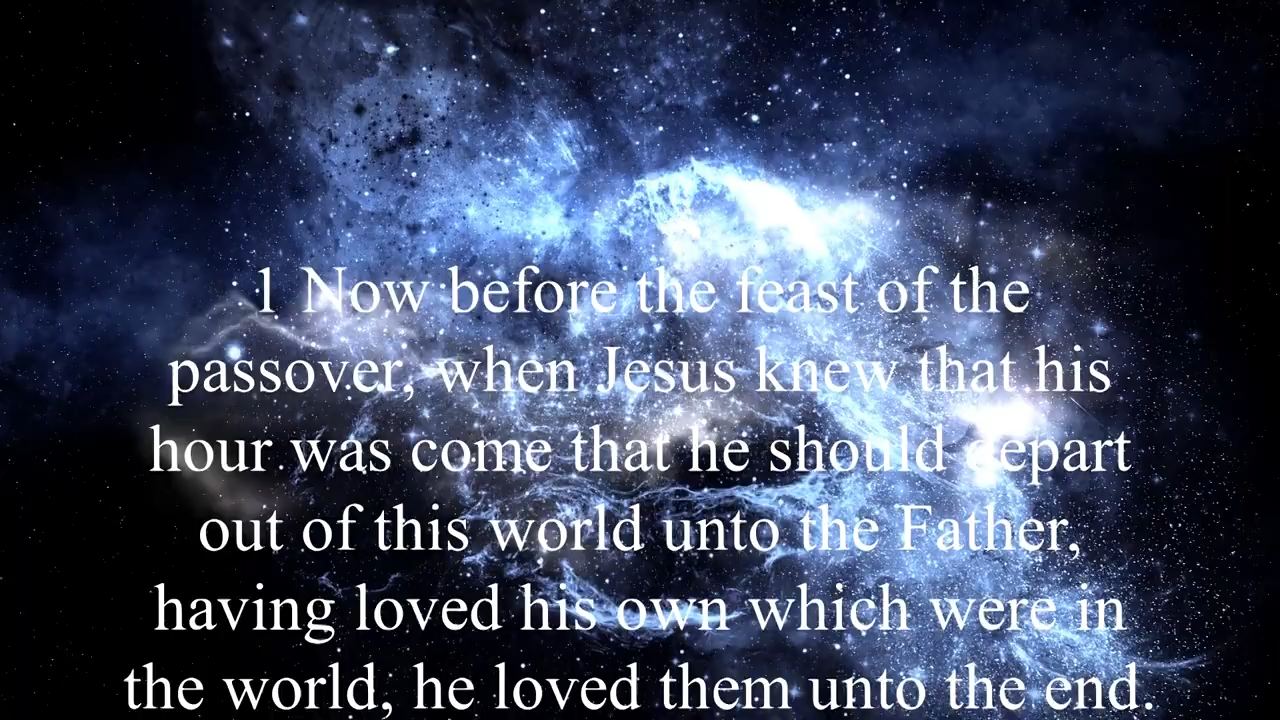 1 Now before the feast of the
passover, when Jesus knew that his
hour was come that he should depart
out of this world unto the Father,
having loved his own which were in
the world, he loved them unto the end.